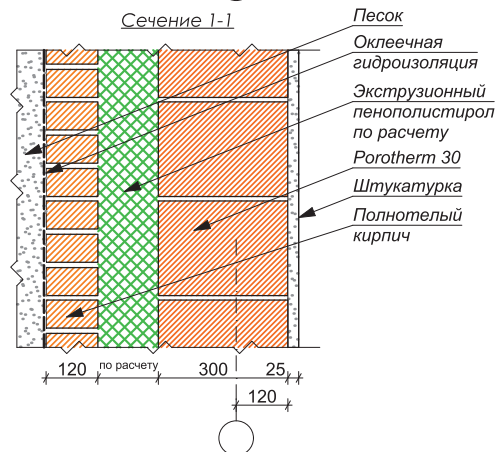 Сечение 1-1
Песок
Оклеечная
гидроизоляция
Экструзионный
пенополистирол
по расчету
Porotherm 30
Штукатурка
Полнотелый
кирпич
120 по расчету 300 25
120